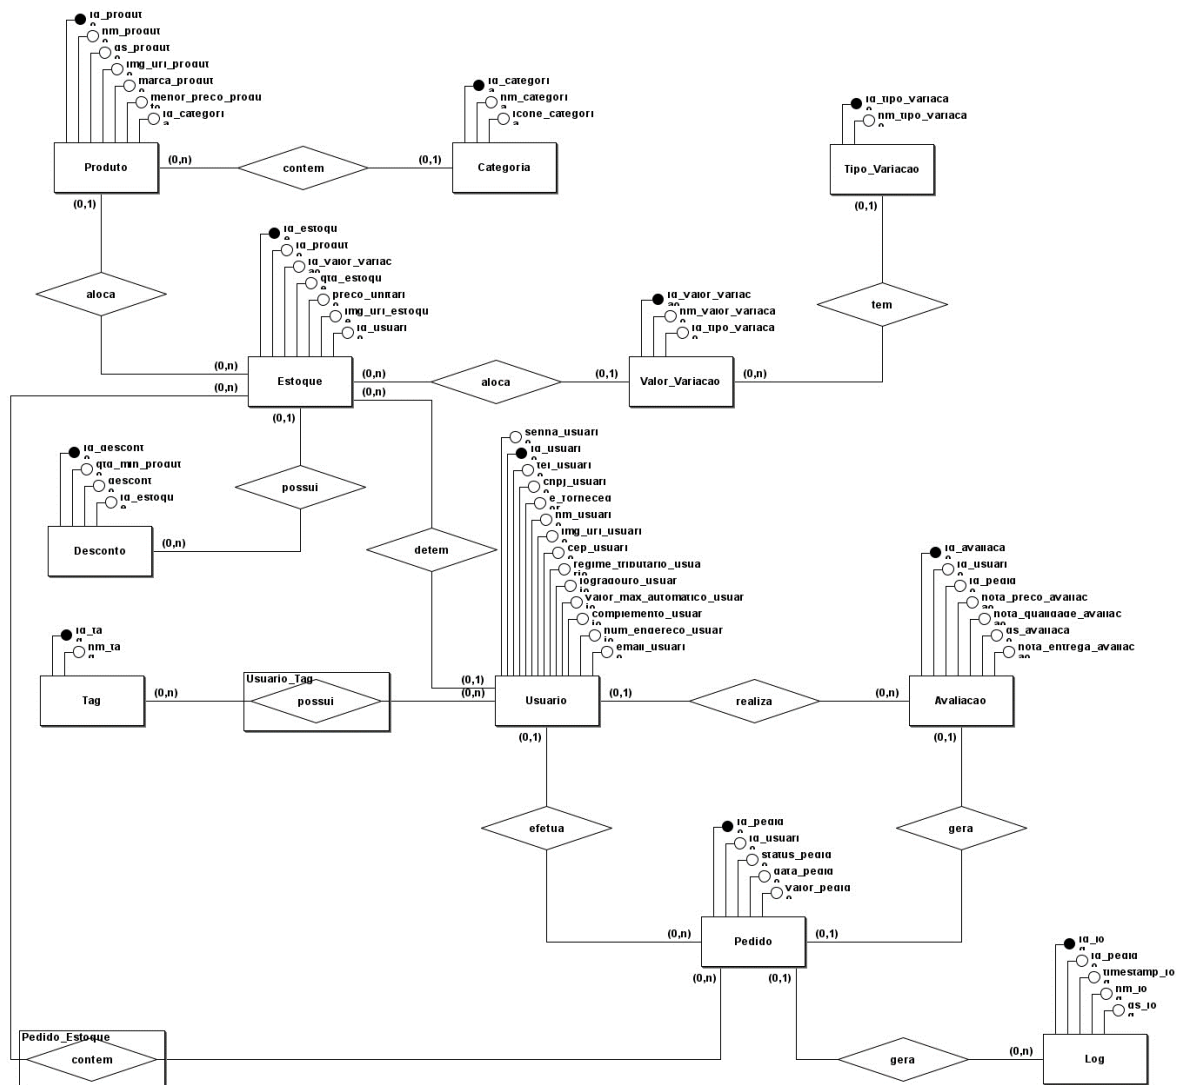 id_produto
nm_produto
ds_produto
img_url_produto
marca_produto
menor_preco_produto
id_categoria
Produto
(0,n)
contem
(0,1)
id_categoria
nm_categoria
icone_categoria
Categoria
id_tipo_variacao
nm_tipo_variacao
Tipo_Variacao
(0,1)
(0,1)
aloca
tem
id_estoque
id_produto
id_valor_variacao
qtd_estoque
preco_unitario
img_url_estoque
id_usuario
(0,n)
(0,n)
Estoque
(0,n)
(0,n)
(0,1)
aloca
(0,1)
id_valor_variacao
nm_valor_variacao
id_tipo_variacao
Valor_Variacao
(0,n)
id_desconto
qtd_min_produto
desconto
id_estoque
Desconto
(0,n)
possui
detem
senha_usuario
id_usuario
tel_usuario
cnpj_usuario
e_fornecedor
nm_usuario
img_url_usuario
cep_usuario
regime_tributario_usuario
logradouro_usuario
valor_max_automatico_usuario
complemento_usuario
num_endereco_usuario
email_usuario
id_avaliacao
id_usuario
id_pedido
nota_preco_avaliacao
nota_qualidade_avaliacao
ds_avaliacao
nota_entrega_avaliacao
id_tag
nm_tag
Tag
(0,n)
Usuario_Tag
possui
(0,1)
(0,n)
Usuario
(0,1)
realiza
(0,n)
Avaliacao
(0,1)
(0,1)
efetua
gera
id_pedido
id_usuario
status_pedido
data_pedido
valor_pedido
(0,n)
Pedido
(0,1)
(0,n)
(0,1)
id_log
id_pedido
timestamp_log
nm_log
ds_log
Pedido_Estoque
contem
gera
(0,n)
Log